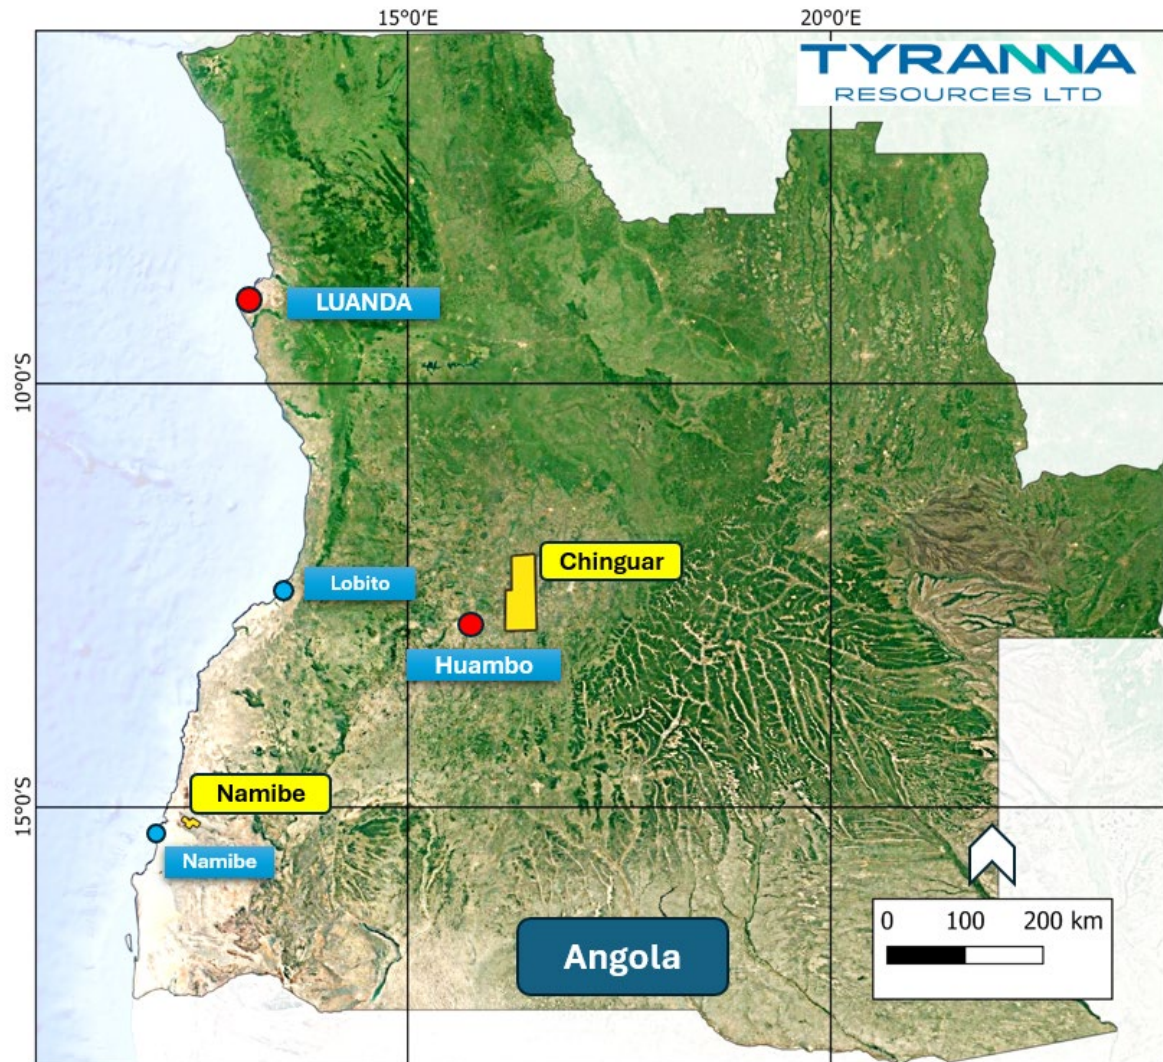 15°0′E
20°0′E
TYRANNA
RESOURCES LTD
LUANDA
10°0′S
Chinguar
Lobito
Huambo
Namibe
15°0′S
Namibe
0 100 200 km
Angola